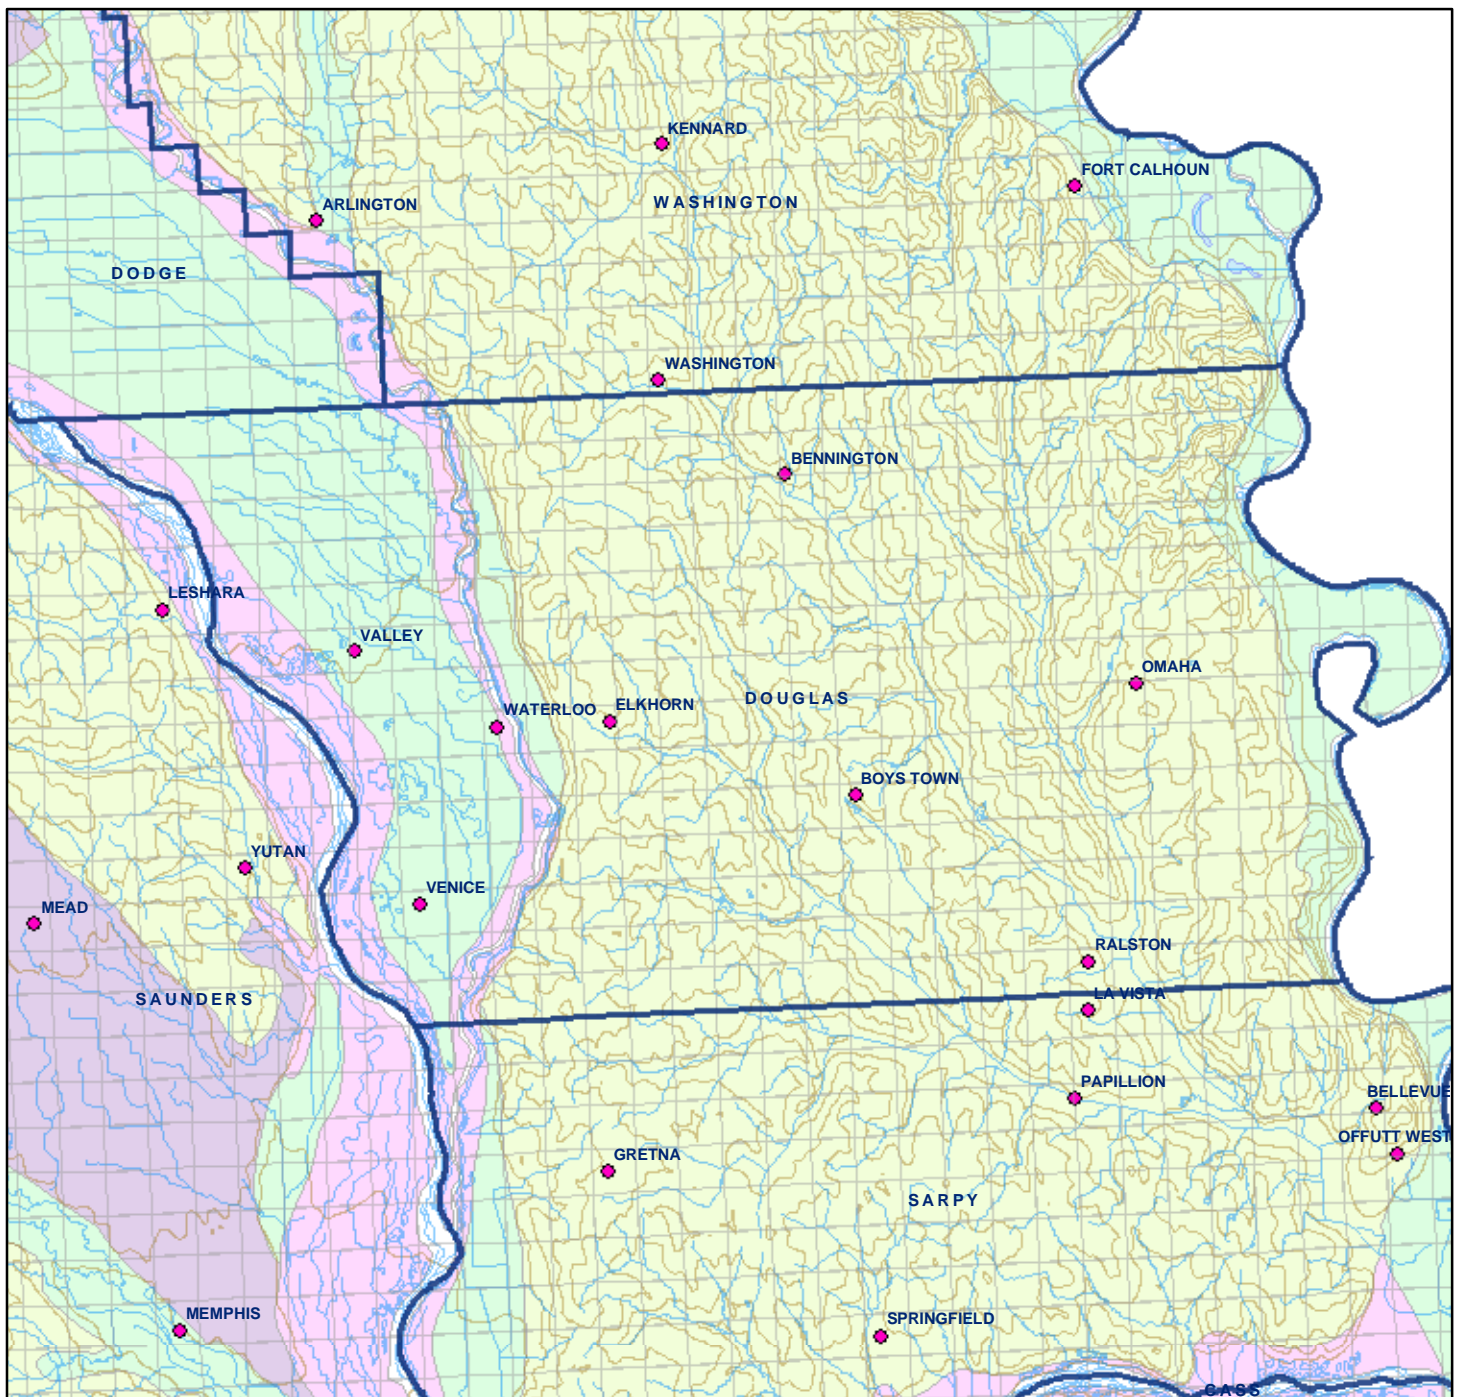 KENNARD
FORT CALHOUN
WASHINGTON
ARLINGTON
DODGE
WASHINGTON
BENNINGTON
LESHARA
VALLEY
OMAHA
DOUGLAS
ELKHORN
WATERLOO
BOYS TOWN
YUTAN
VENICE
MEAD
RALSTON
SAUNDERS
LA VISTA
PAPILLION
BELLEVUE
OFFUTT WEST
GRETNA
SARPY
MEMPHIS
SPRINGFIELD
CASS